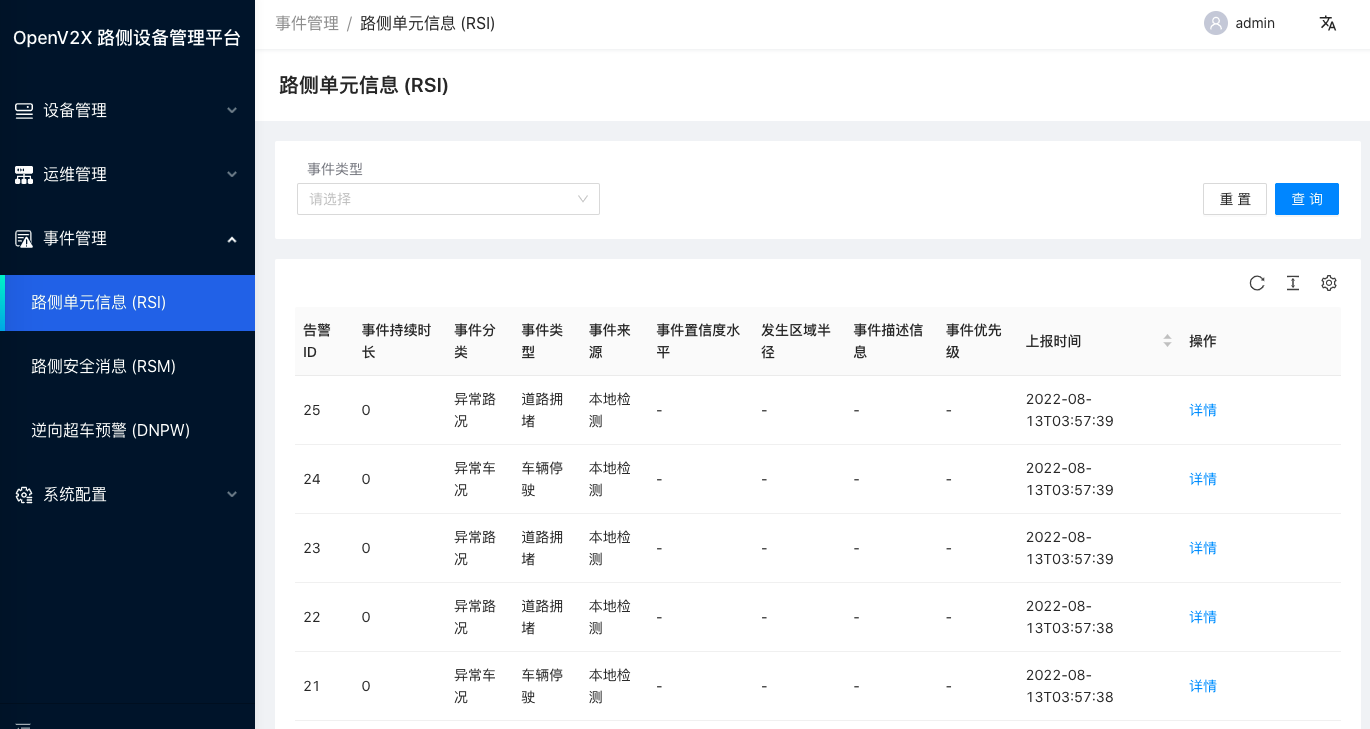 OpenV2X 路侧设备管理平台
设备管理
运维管理
事件管理
路侧单元信息 (RSI)
路侧安全消息 (RSM)
逆向超车预警 (DNPW)
系统配置
事件管理 / 路侧单元信息 (RSI)
admin
路侧单元信息 (RSI)
事件类型
请选择
重 置
查 询
告警ID 事件持续时长 事件分类 事件类型 事件来源 事件置信度水平 发生区域半径 事件描述信息 事件优先级 上报时间 操作
25 0 异常路况 道路拥堵 本地检测 - - - - 2022-08-13T03:57:39 详情
24 0 异常车况 车辆停驶 本地检测 - - - - 2022-08-13T03:57:39 详情
23 0 异常路况 道路拥堵 本地检测 - - - - 2022-08-13T03:57:39 详情
22 0 异常路况 道路拥堵 本地检测 - - - - 2022-08-13T03:57:38 详情
21 0 异常车况 车辆停驶 本地检测 - - - - 2022-08-13T03:57:38 详情